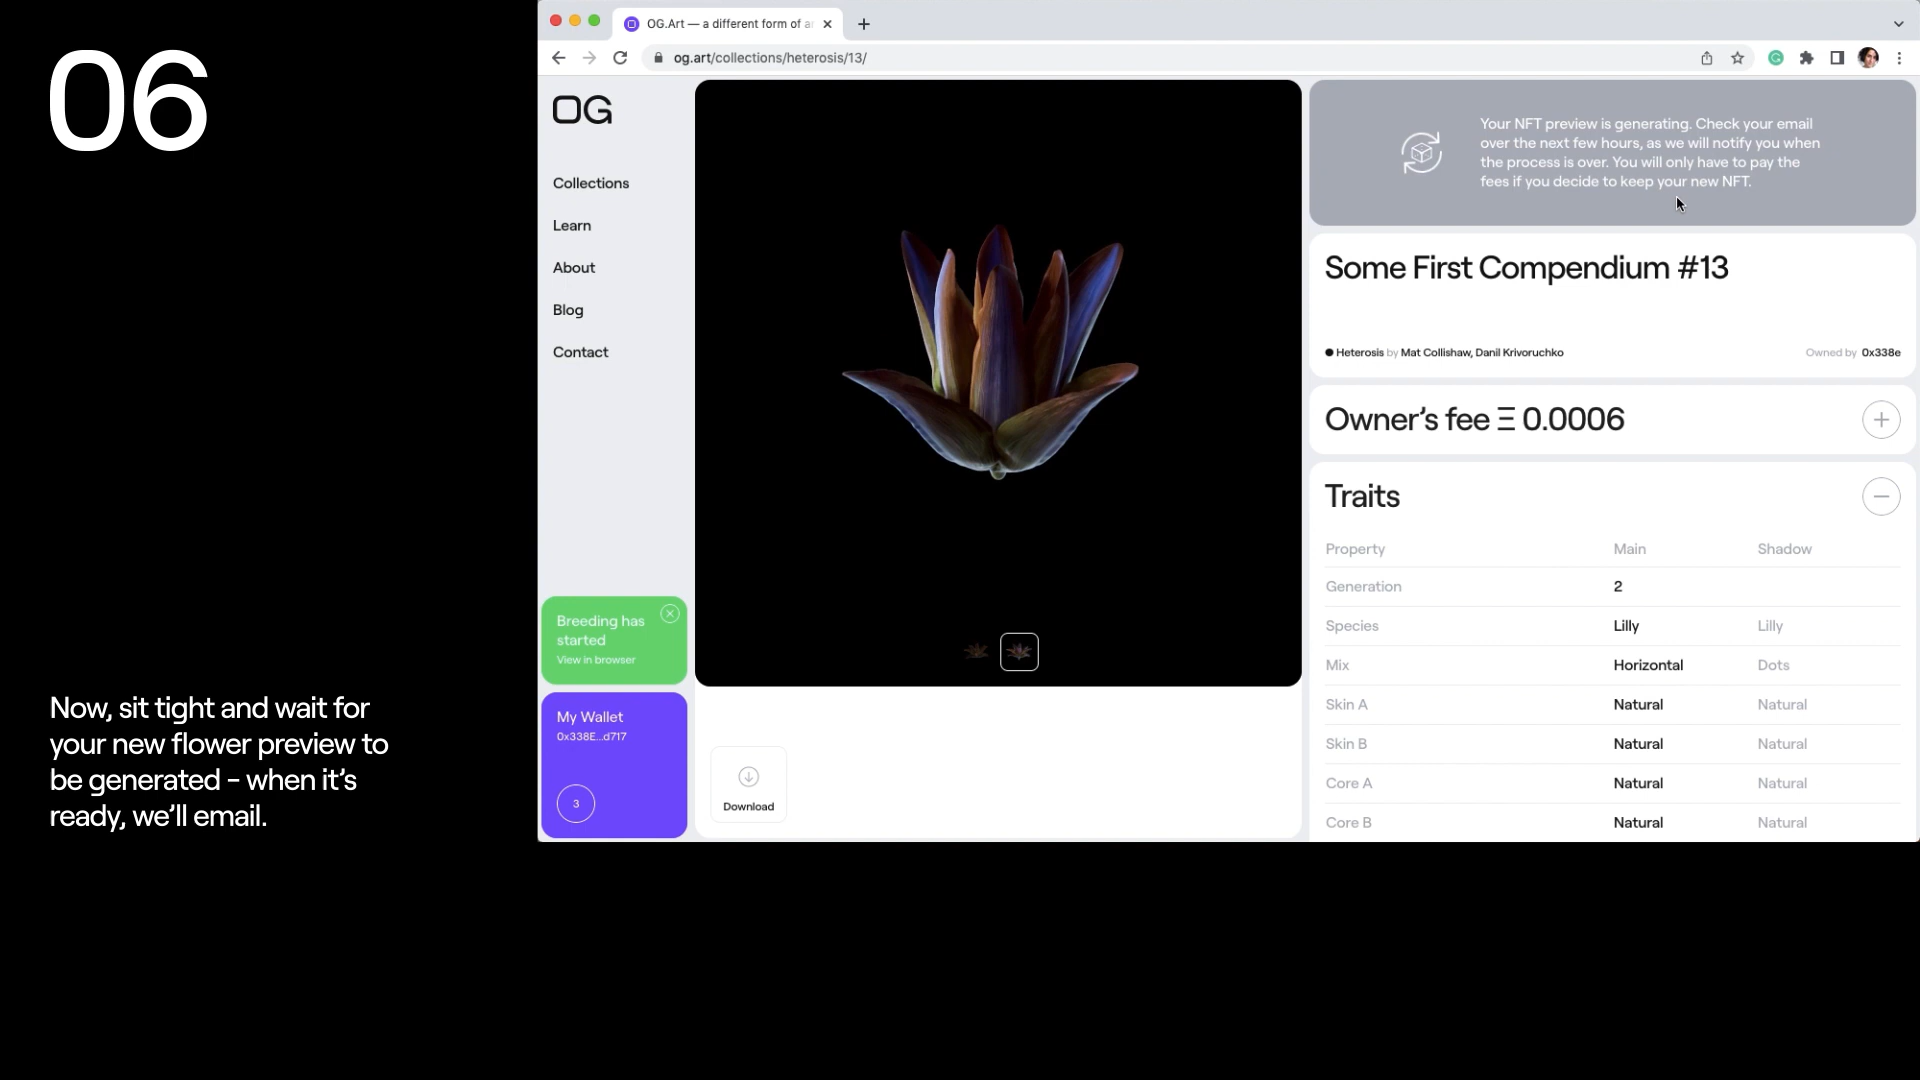 06
Now, sit tight and wait for
your new flower preview to
be generated - when it's
ready, we'll email.
OG.Art — a different form of a
og.art/collections/heterosis/13/
OG
Collections
Learn
About
Blog
Contact
Breeding has
started
View in browser
My Wallet
0x338E...d717
3
Download
Your NFT preview is generating. Check your email
over the next few hours, as we will notify you when
the process is over. You will only have to pay the
fees if you decide to keep your new NFT.
Some First Compendium #13
Heterosis by Mat Collishaw, Danil Krivoruchko
Owned by 0x338e
Owner's fee Ξ 0.0006
Traits
Property Main Shadow
Generation 2
Species Lilly Lilly
Mix Horizontal Dots
Skin A Natural Natural
Skin B Natural Natural
Core A Natural Natural
Core B Natural Natural